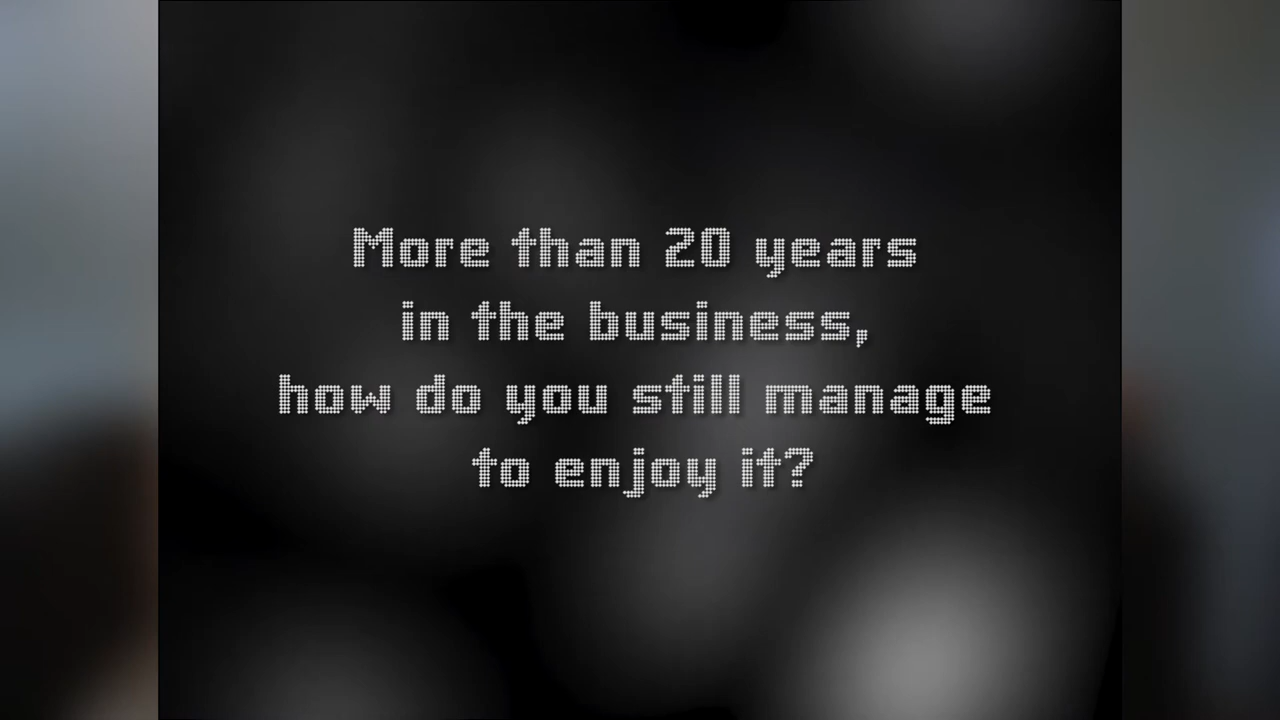 More than 20 years
in the business,
how do you still manage
to enjoy it?